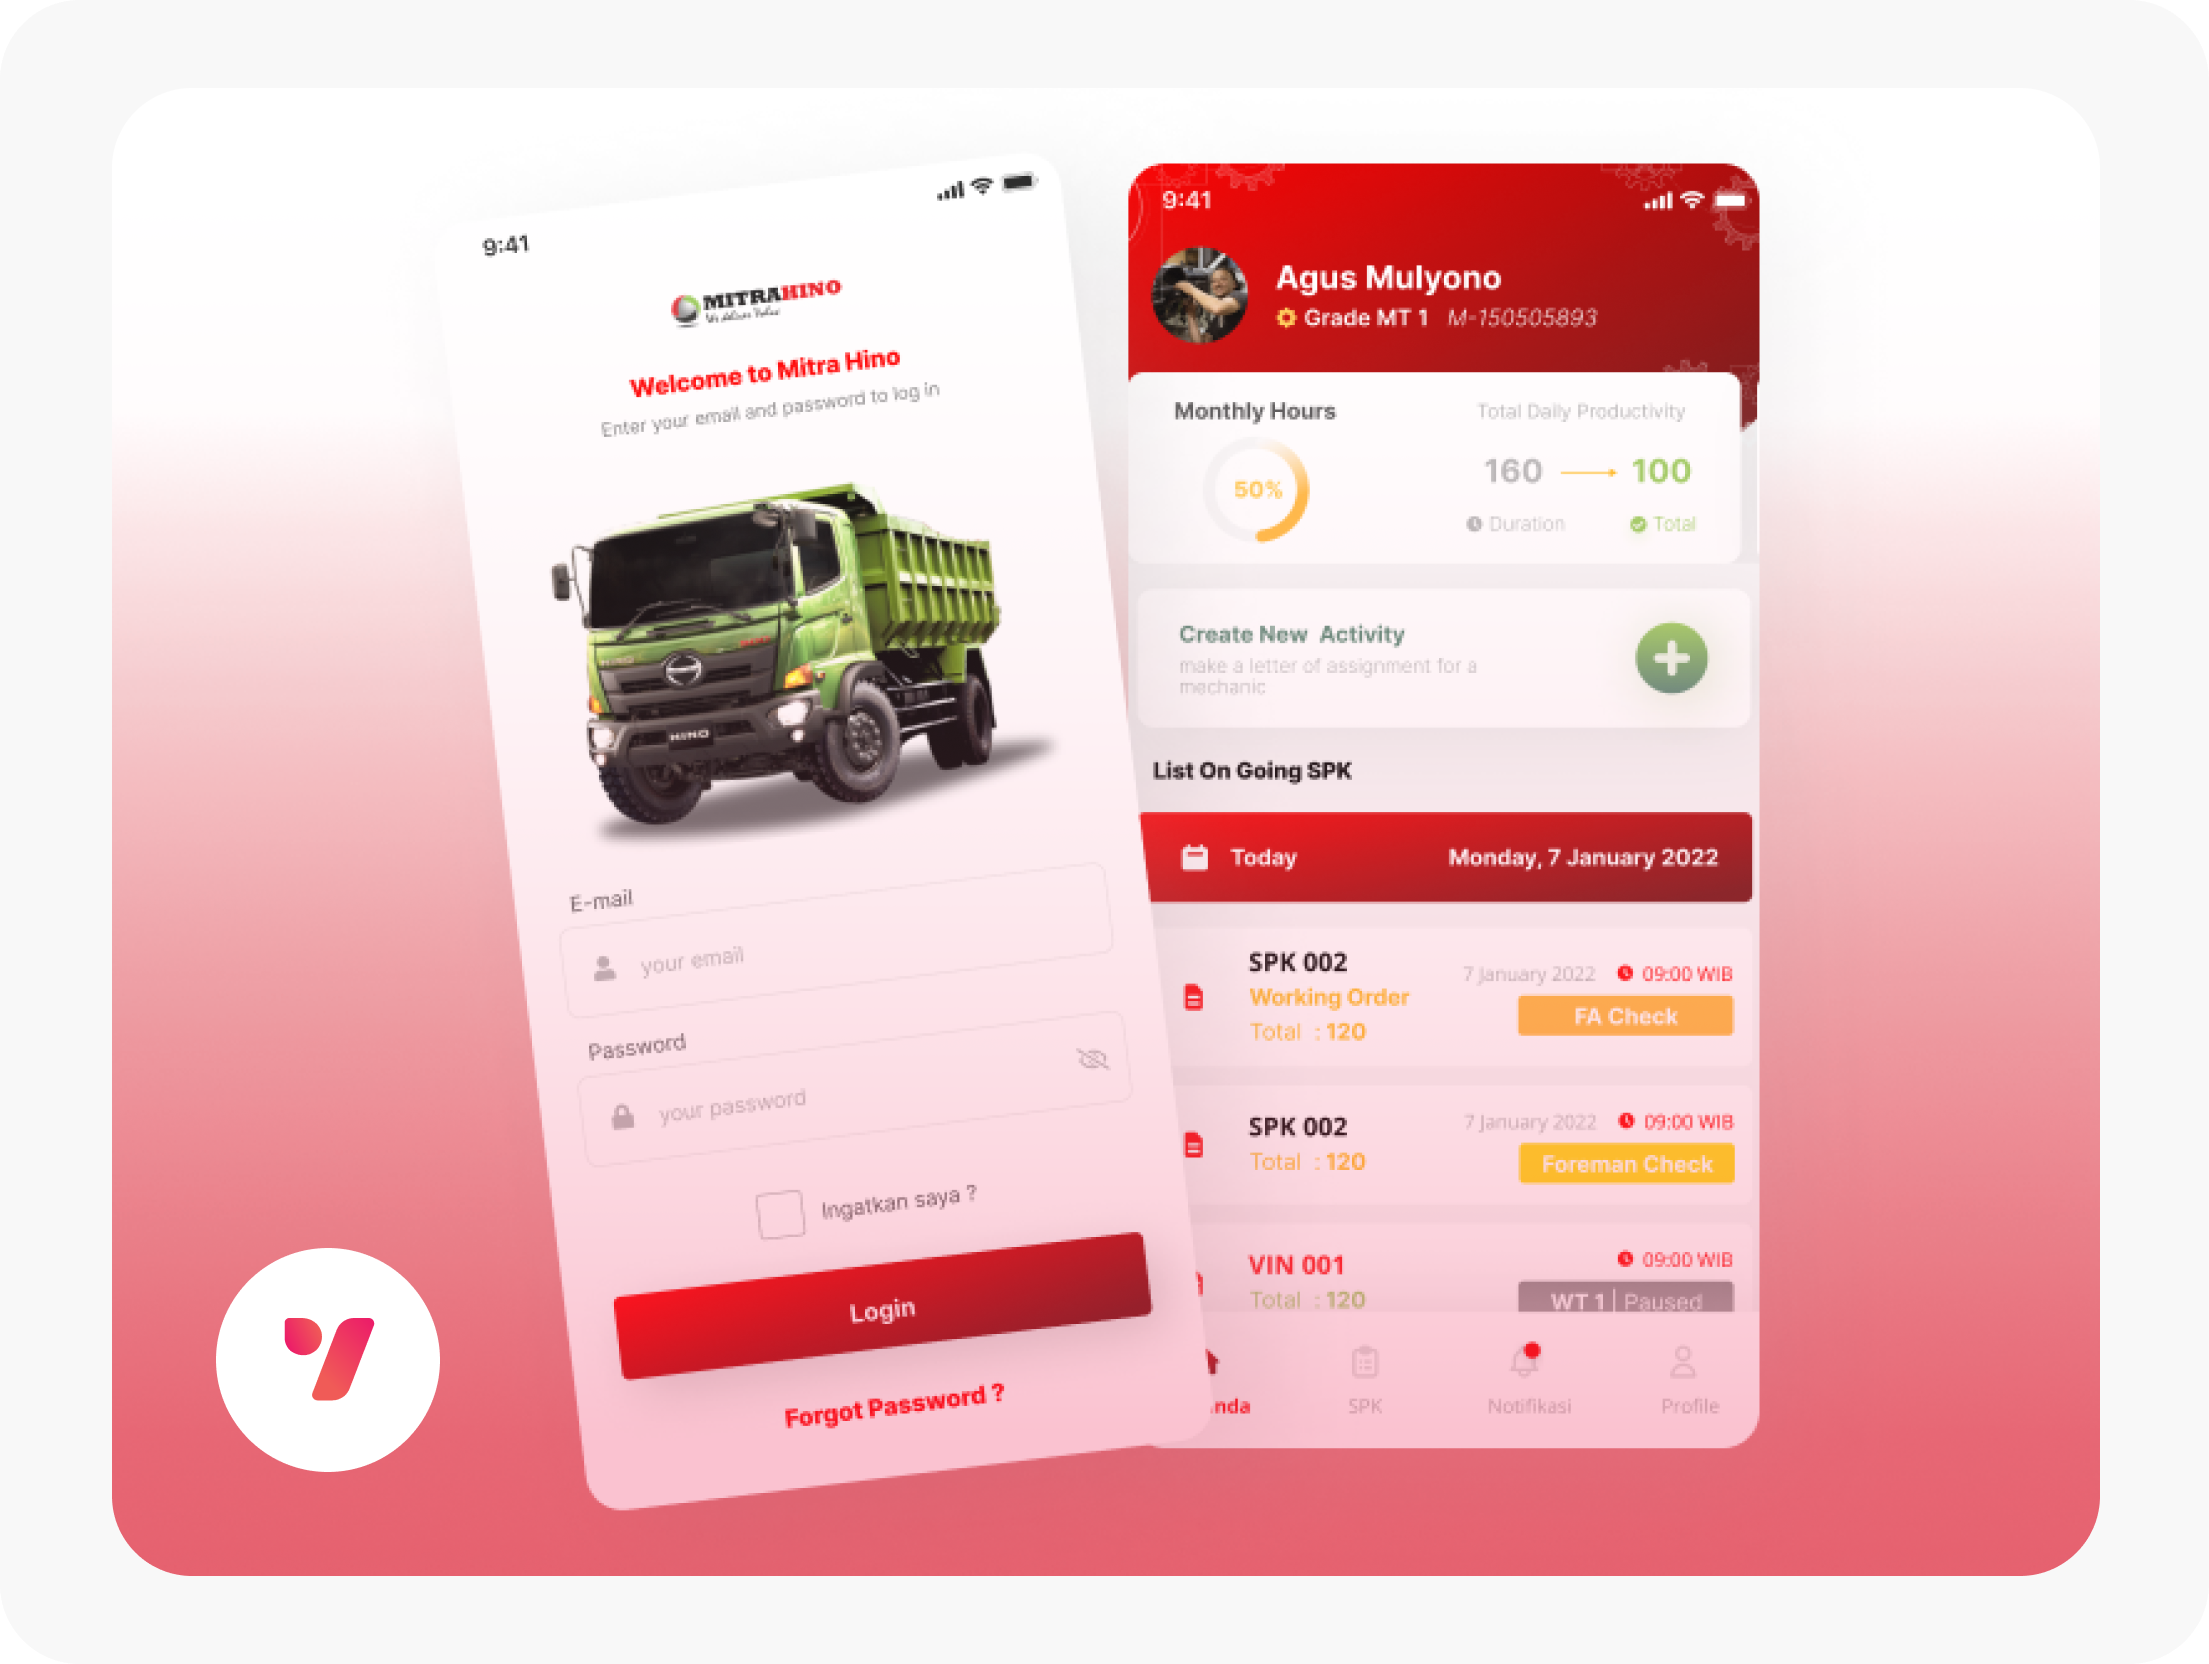 9:41
MITRAHINO
Welcome to Mitra Hino
Enter your email and password to log in
HINO
E-mail
your email
Password
your password
Ingatkan saya ?
Login
Forgot Password ?
9:41
Agus Mulyono
Grade MT 1 M-150505893
Monthly Hours
50%
Total Daily Productivity
160 100
Duration Total
Create New Activity
make a letter of assignment for a
mechanic
List On Going SPK
Today Monday, 7 January 2022
SPK 002
Working Order
Total : 120
7 January 2022 09:00 WIB
FA Check
SPK 002
Total : 120
7 January 2022 09:00 WIB
Foreman Check
VIN 001
Total : 120
09:00 WIB
WT 1 | Paused
nda
SPK
Notifikasi
Profile